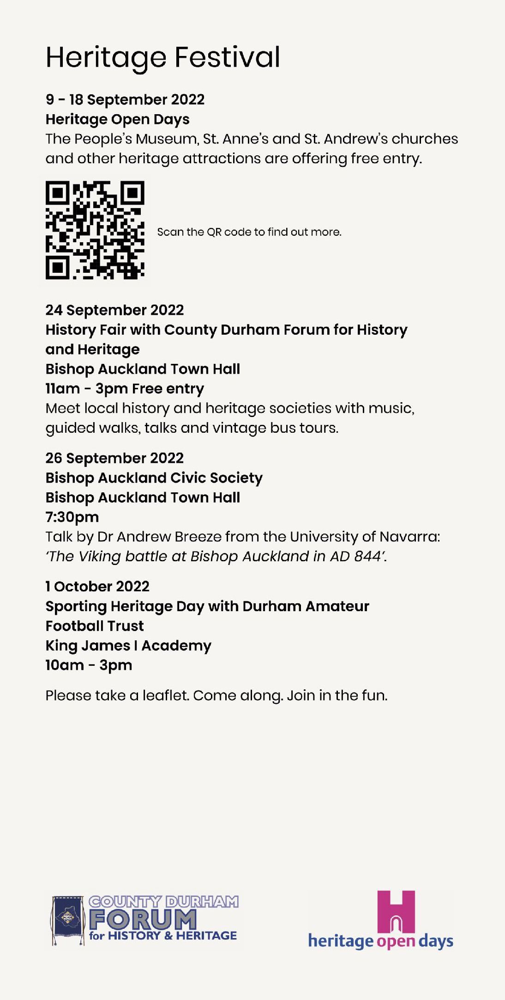 Heritage Festival
9 - 18 September 2022
Heritage Open Days
The People's Museum, St. Anne's and St. Andrew's churches
and other heritage attractions are offering free entry.
Scan the QR code to find out more.
24 September 2022
History Fair with County Durham Forum for History
and Heritage
Bishop Auckland Town Hall
11am - 3pm Free entry
Meet local history and heritage societies with music,
guided walks, talks and vintage bus tours.
26 September 2022
Bishop Auckland Civic Society
Bishop Auckland Town Hall
7:30pm
Talk by Dr Andrew Breeze from the University of Navarra:
'The Viking battle at Bishop Auckland in AD 844'.
1 October 2022
Sporting Heritage Day with Durham Amateur
Football Trust
King James I Academy
10am - 3pm
Please take a leaflet. Come along. Join in the fun.
COUNTY DURHAM
FORUM
for HISTORY & HERITAGE
heritage open days